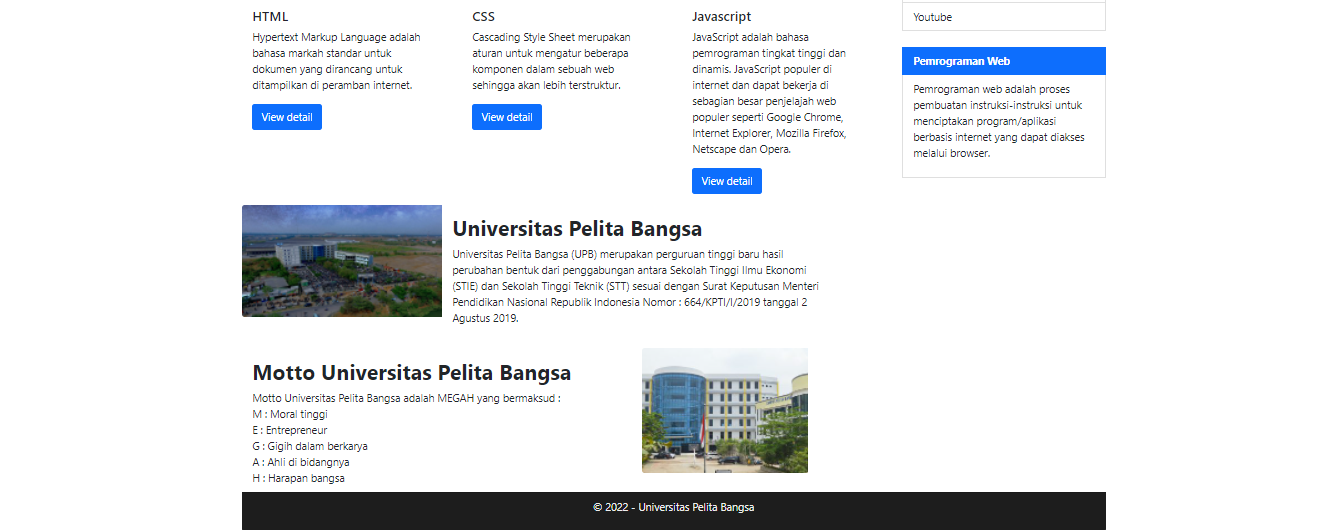 HTML
Hypertext Markup Language adalah
bahasa markah standar untuk
dokumen yang dirancang untuk
ditampilkan di peramban internet.
View detail
CSS
Cascading Style Sheet merupakan
aturan untuk mengatur beberapa
komponen dalam sebuah web
sehingga akan lebih terstruktur.
View detail
Javascript
JavaScript adalah bahasa
pemrograman tingkat tinggi dan
dinamis. JavaScript populer di
internet dan dapat bekerja di
sebagian besar penjelajah web
populer seperti Google Chrome,
Internet Explorer, Mozilla Firefox,
Netscape dan Opera.
View detail
Youtube
Pemrograman Web
Pemrograman web adalah proses
pembuatan instruksi-instruksi untuk
menciptakan program/aplikasi
berbasis internet yang dapat diakses
melalui browser.
Universitas Pelita Bangsa
Universitas Pelita Bangsa (UPB) merupakan perguruan tinggi baru hasil
perubahan bentuk dari penggabungan antara Sekolah Tinggi Ilmu Ekonomi
(STIE) dan Sekolah Tinggi Teknik (STT) sesuai dengan Surat Keputusan Menteri
Pendidikan Nasional Republik Indonesia Nomor : 664/KPTI/I/2019 tanggal 2
Agustus 2019.
Motto Universitas Pelita Bangsa
Motto Universitas Pelita Bangsa adalah MEGAH yang bermaksud :
M : Moral tinggi
E : Entrepreneur
G : Gigih dalam berkarya
A : Ahli di bidangnya
H : Harapan bangsa
© 2022 - Universitas Pelita Bangsa